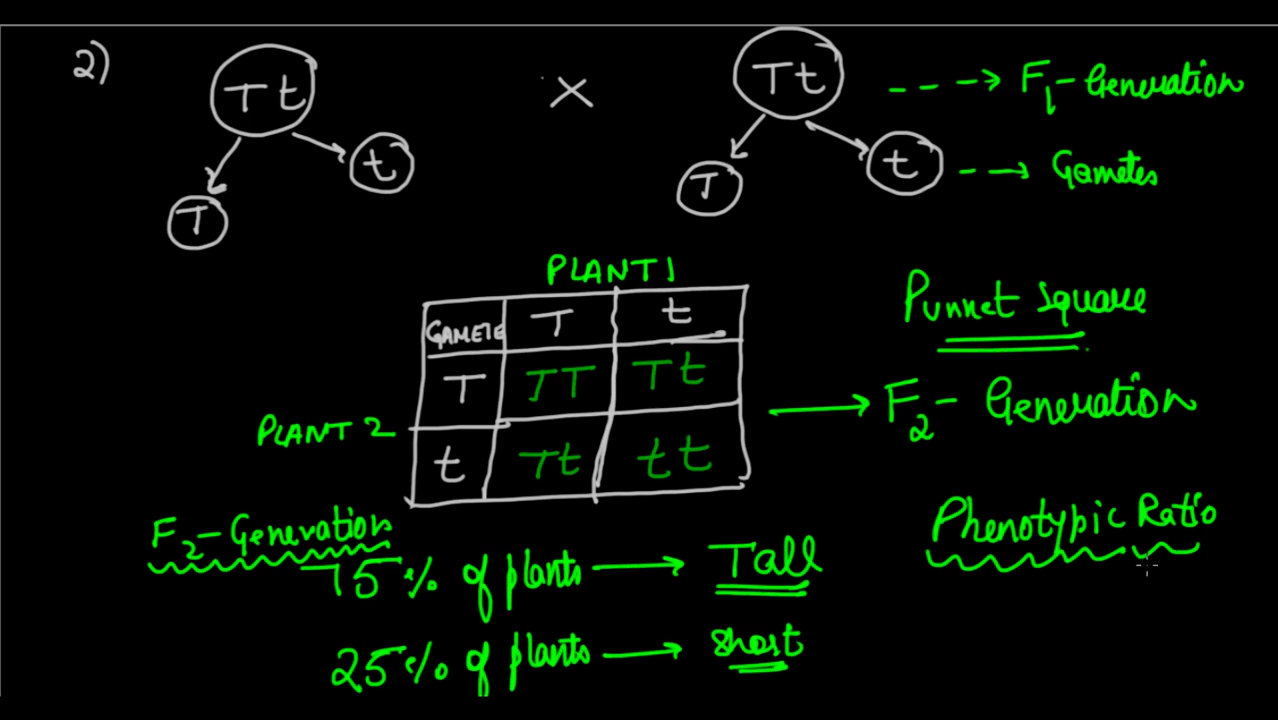 2)
Tt × Tt - - -> F1-Generation
T t T t - -> Gametes
PLANT 1
Punnet Square
GAMETE T t
T TT Tt
PLANT 2
t Tt tt
F2- Generation
F2-Generation
75% of plants → Tall
25% of plants → Short
Phenotypic Ratio